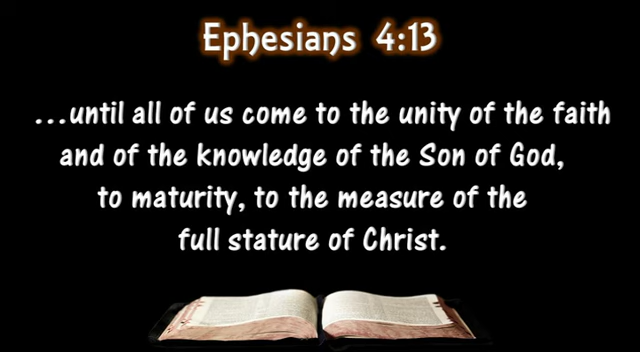 Ephesians 4:13
...until all of us come to the unity of the faith
and of the knowledge of the Son of God,
to maturity, to the measure of the
full stature of Christ.